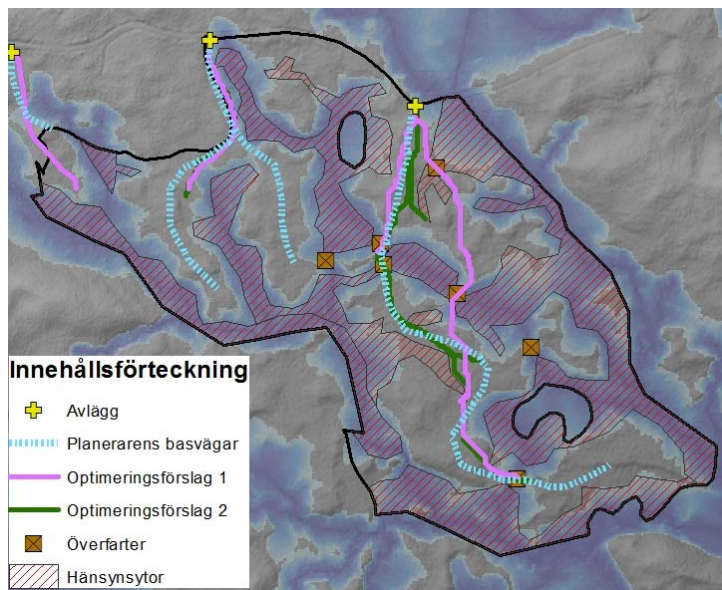 Innehållsförteckning
Avlägg
Planerarens basvägar
Optimeringsförslag 1
Optimeringsförslag 2
Överfarter
Hänsynsytor